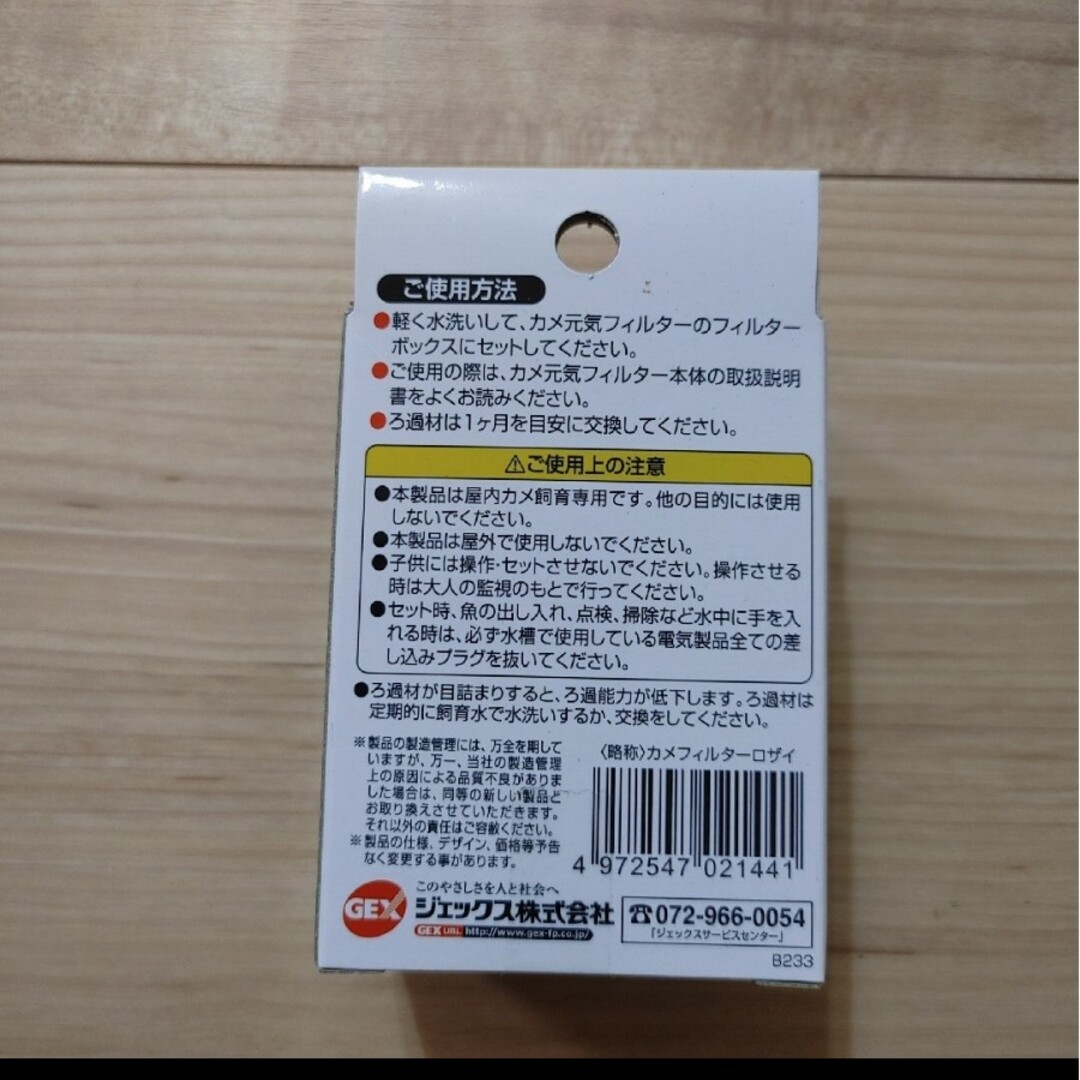 ご使用方法
●軽く水洗いして、カメ元気フィルターのフィルター
ボックスにセットしてください。
●ご使用の際は、カメ元気フィルター本体の取扱説明
書をよくお読みください。
●ろ過材は1ヶ月を目安に交換してください。
⚠ご使用上の注意
●本製品は屋内カメ飼育専用です。他の目的には使用
しないでください。
●本製品は屋外で使用しないでください。
●子供には操作・セットさせないでください。操作させる
時は大人の監視のもとで行ってください。
●セット時、魚の出し入れ、点検、掃除など水中に手を入
れる時は、必ず水槽で使用している電気製品全ての差
し込みプラグを抜いてください。
●ろ過材が目詰まりすると、ろ過能力が低下します。ろ過材は
定期的に飼育水で水洗いするか、交換をしてください。
※製品の製造管理には、万全を期して
いますが、万一、当社の製造管理
上の原因による品質不良がありま
した場合は、同等の新しい製品と
お取り換えさせていただきます。
それ以外の責任はご容赦ください。
※製品の仕様、デザイン、価格等予告
なく変更する事があります。
〈略称〉カメフィルターロザイ
4 972547 021441
GEX
このやさしさを人と社会へ
ジェックス株式会社
GEX URL http://www.gex-fp.co.jp/
☎072-966-0054
「ジェックスサービスセンター」
B233